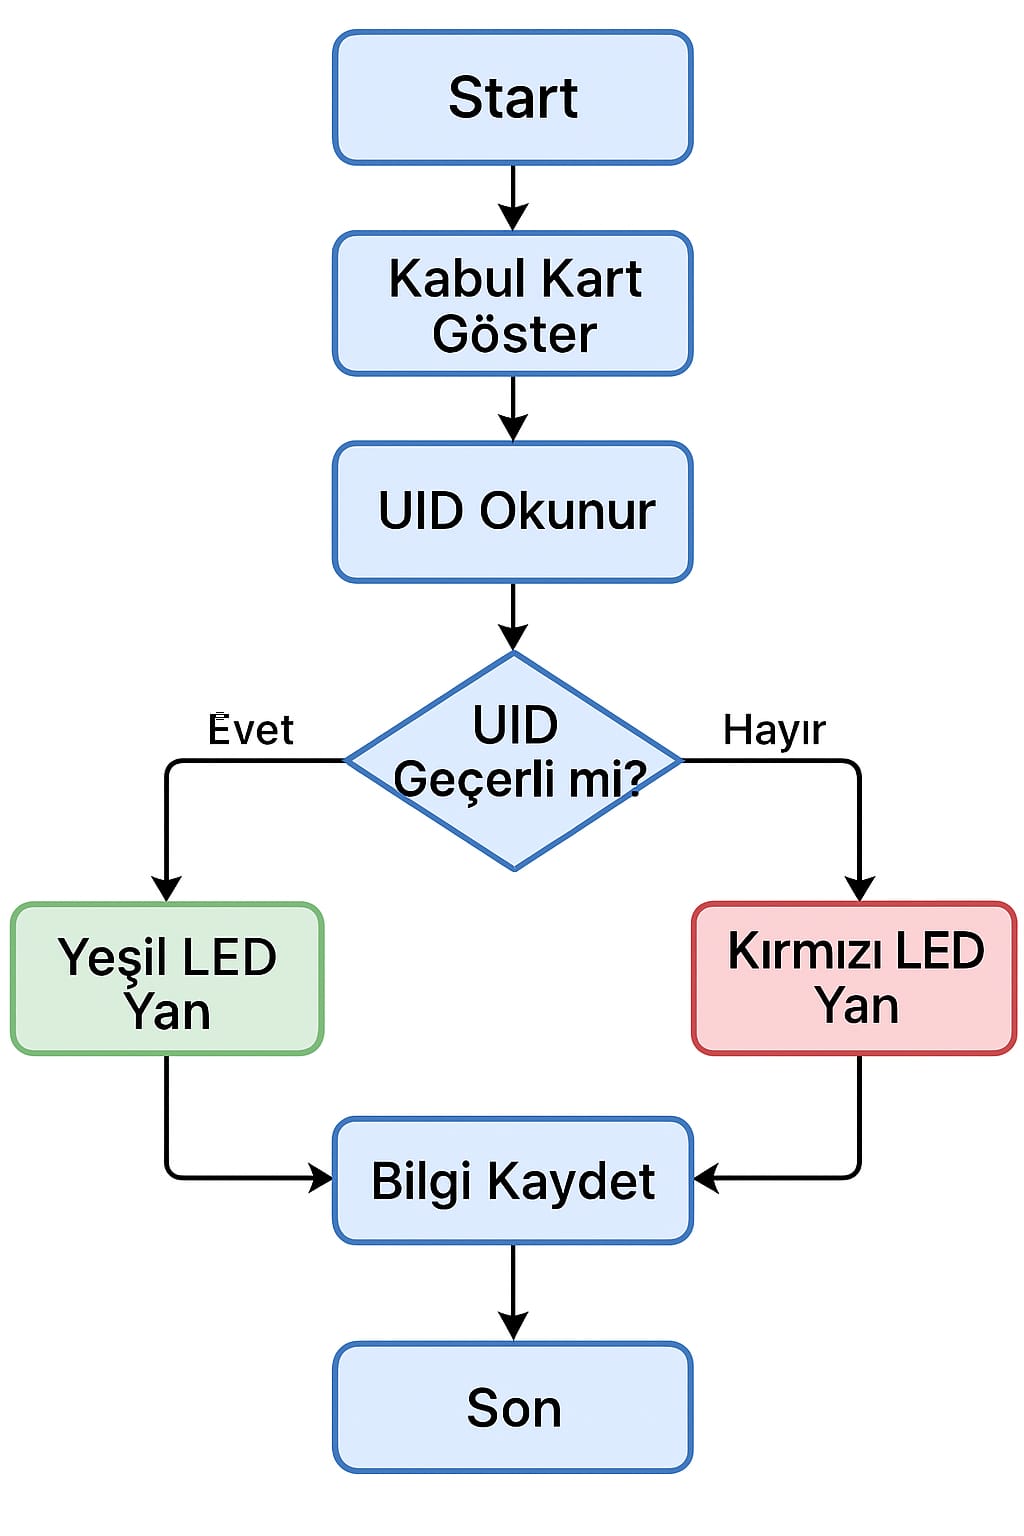 Start
Kabul Kart
Göster
UID Okunur
UID
Geçerli mi?
Evet
Hayır
Yeşil LED
Yan
Kırmızı LED
Yan
Bilgi Kaydet
Son